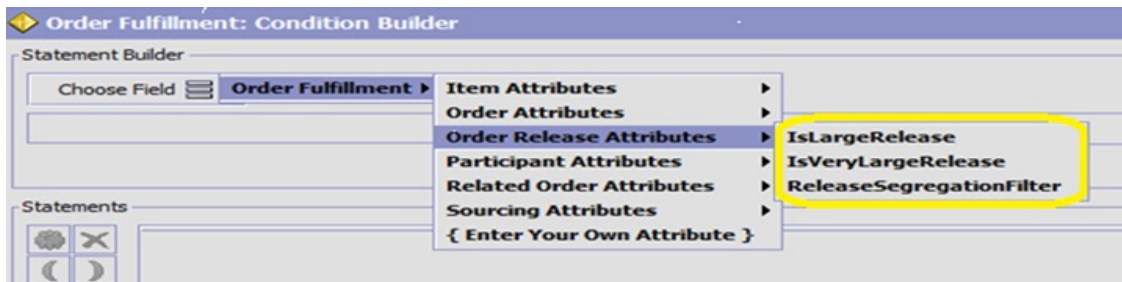 Order Fulfillment: Condition Builder
Statement Builder
Choose Field Order Fulfillment Item Attributes
Order Attributes
Order Release Attributes IsLargeRelease
Participant Attributes IsVeryLargeRelease
Related Order Attributes ReleaseSegregationFilter
Statements
Sourcing Attributes
{ Enter Your Own Attribute }